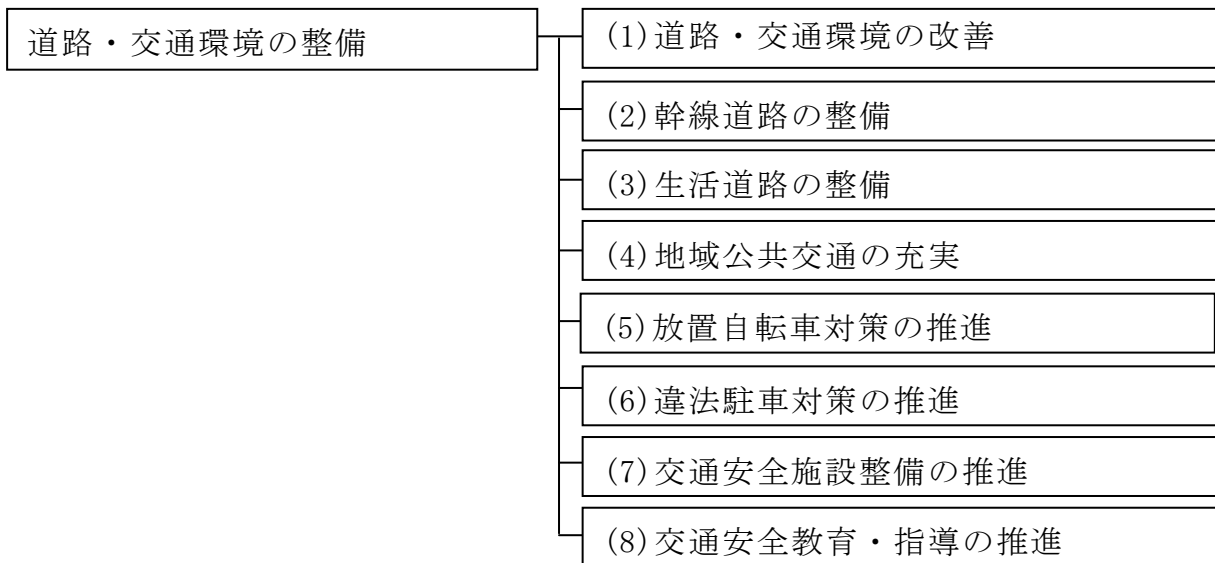 道路・交通環境の整備
(1)道路・交通環境の改善
(2)幹線道路の整備
(3)生活道路の整備
(4)地域公共交通の充実
(5)放置自転車対策の推進
(6)違法駐車対策の推進
(7)交通安全施設整備の推進
(8)交通安全教育・指導の推進